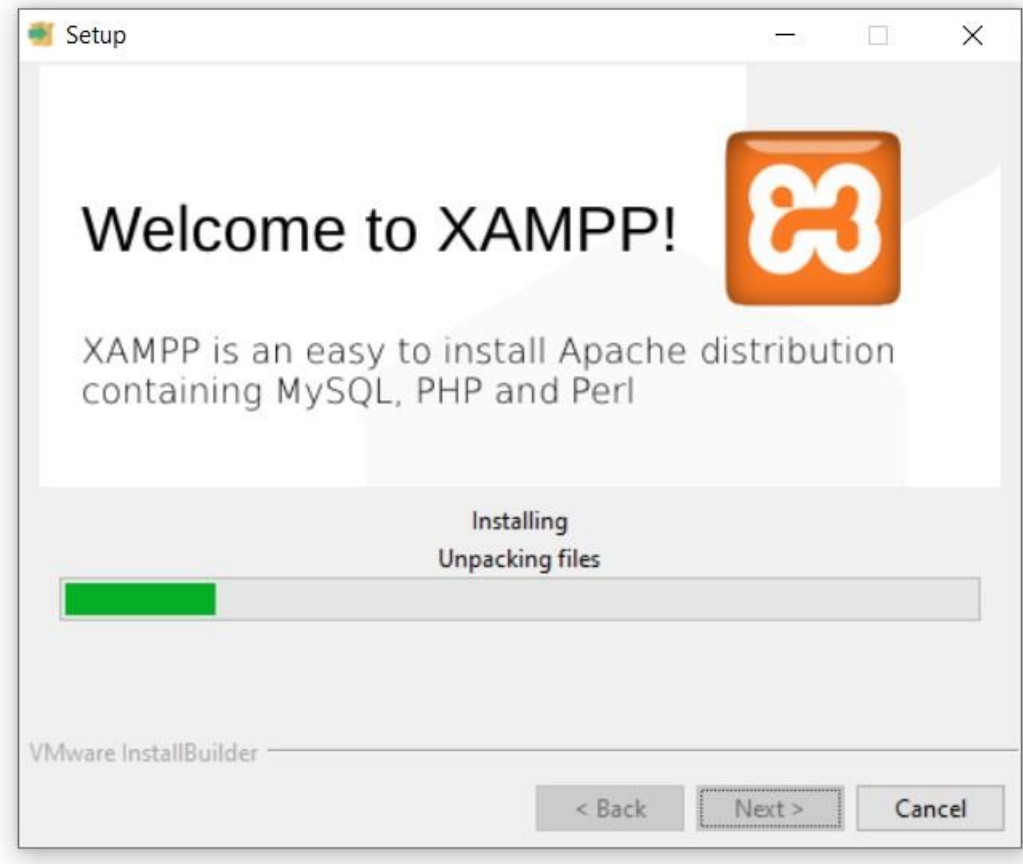 Setup
Welcome to XAMPP!
XAMPP is an easy to install Apache distribution
containing MySQL, PHP and Perl
Installing
Unpacking files
VMware InstallBuilder
< Back
Next >
Cancel